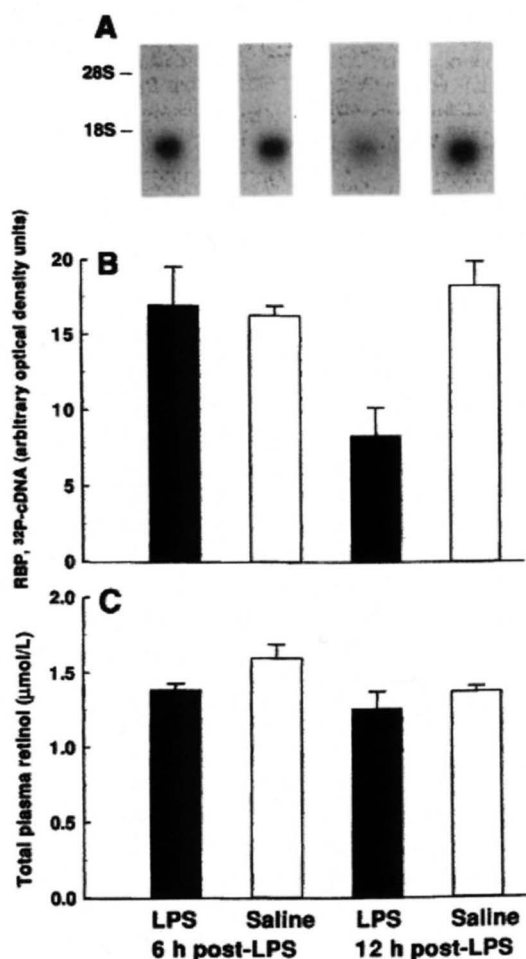 A
28S –
18S –
B
RBP, ³²P-cDNA (arbitrary optical density units)
20
15
10
5
0
C
Total plasma retinol (µmol/L)
2.0
1.5
1.0
0.5
0.0
LPS Saline LPS Saline
6 h post-LPS 12 h post-LPS